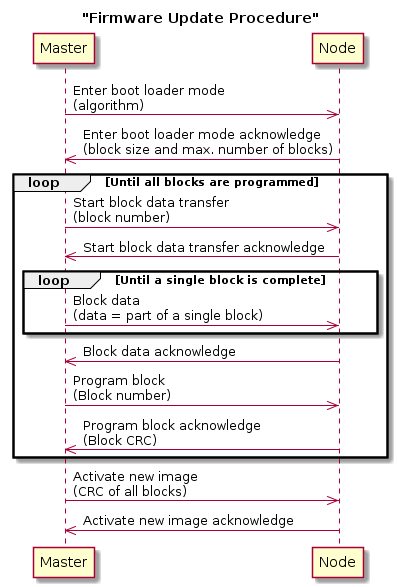 "Firmware Update Procedure"
Master
Node
Enter boot loader mode
(algorithm)
Enter boot loader mode acknowledge
(block size and max. number of blocks)
loop
[Until all blocks are programmed]
Start block data transfer
(block number)
Start block data transfer acknowledge
loop
[Until a single block is complete]
Block data
(data = part of a single block)
Block data acknowledge
Program block
(Block number)
Program block acknowledge
(Block CRC)
Activate new image
(CRC of all blocks)
Activate new image acknowledge
Master
Node